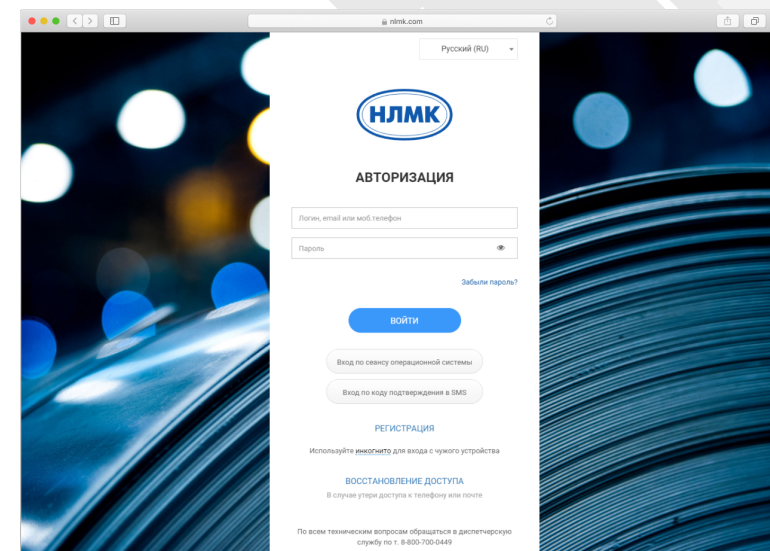 nlmk.com
Русский (RU)
НЛМК
АВТОРИЗАЦИЯ
Логин, email или моб.телефон
Пароль
Забыли пароль?
ВОЙТИ
Вход по сеансу операционной системы
Вход по коду подтверждения в SMS
РЕГИСТРАЦИЯ
Используйте инкогнито для входа с чужого устройства
ВОССТАНОВЛЕНИЕ ДОСТУПА
В случае утери доступа к телефону или почте
По всем техническим вопросам обращаться в диспетчерскую
службу по т. 8-800-700-0449